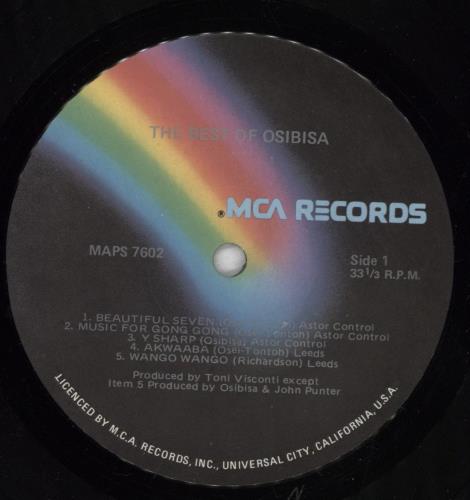 THE BEST OF OSIBISA
®MCA RECORDS
MAPS 7602
Side 1
33 1/3 R.P.M.
1. BEAUTIFUL SEVEN Astor Control
2. MUSIC FOR GONG GONG Astor Control
3. Y SHARP (Osibisa) Astor Control
4. AKWAABA (Osei-Tontoh) Leeds
5. WANGO WANGO (Richardson) Leeds
Produced by Toni Visconti except
Item 5 Produced by Osibisa & John Punter
LICENCED BY M.C.A. RECORDS, INC., UNIVERSAL CITY, CALIFORNIA, U.S.A.